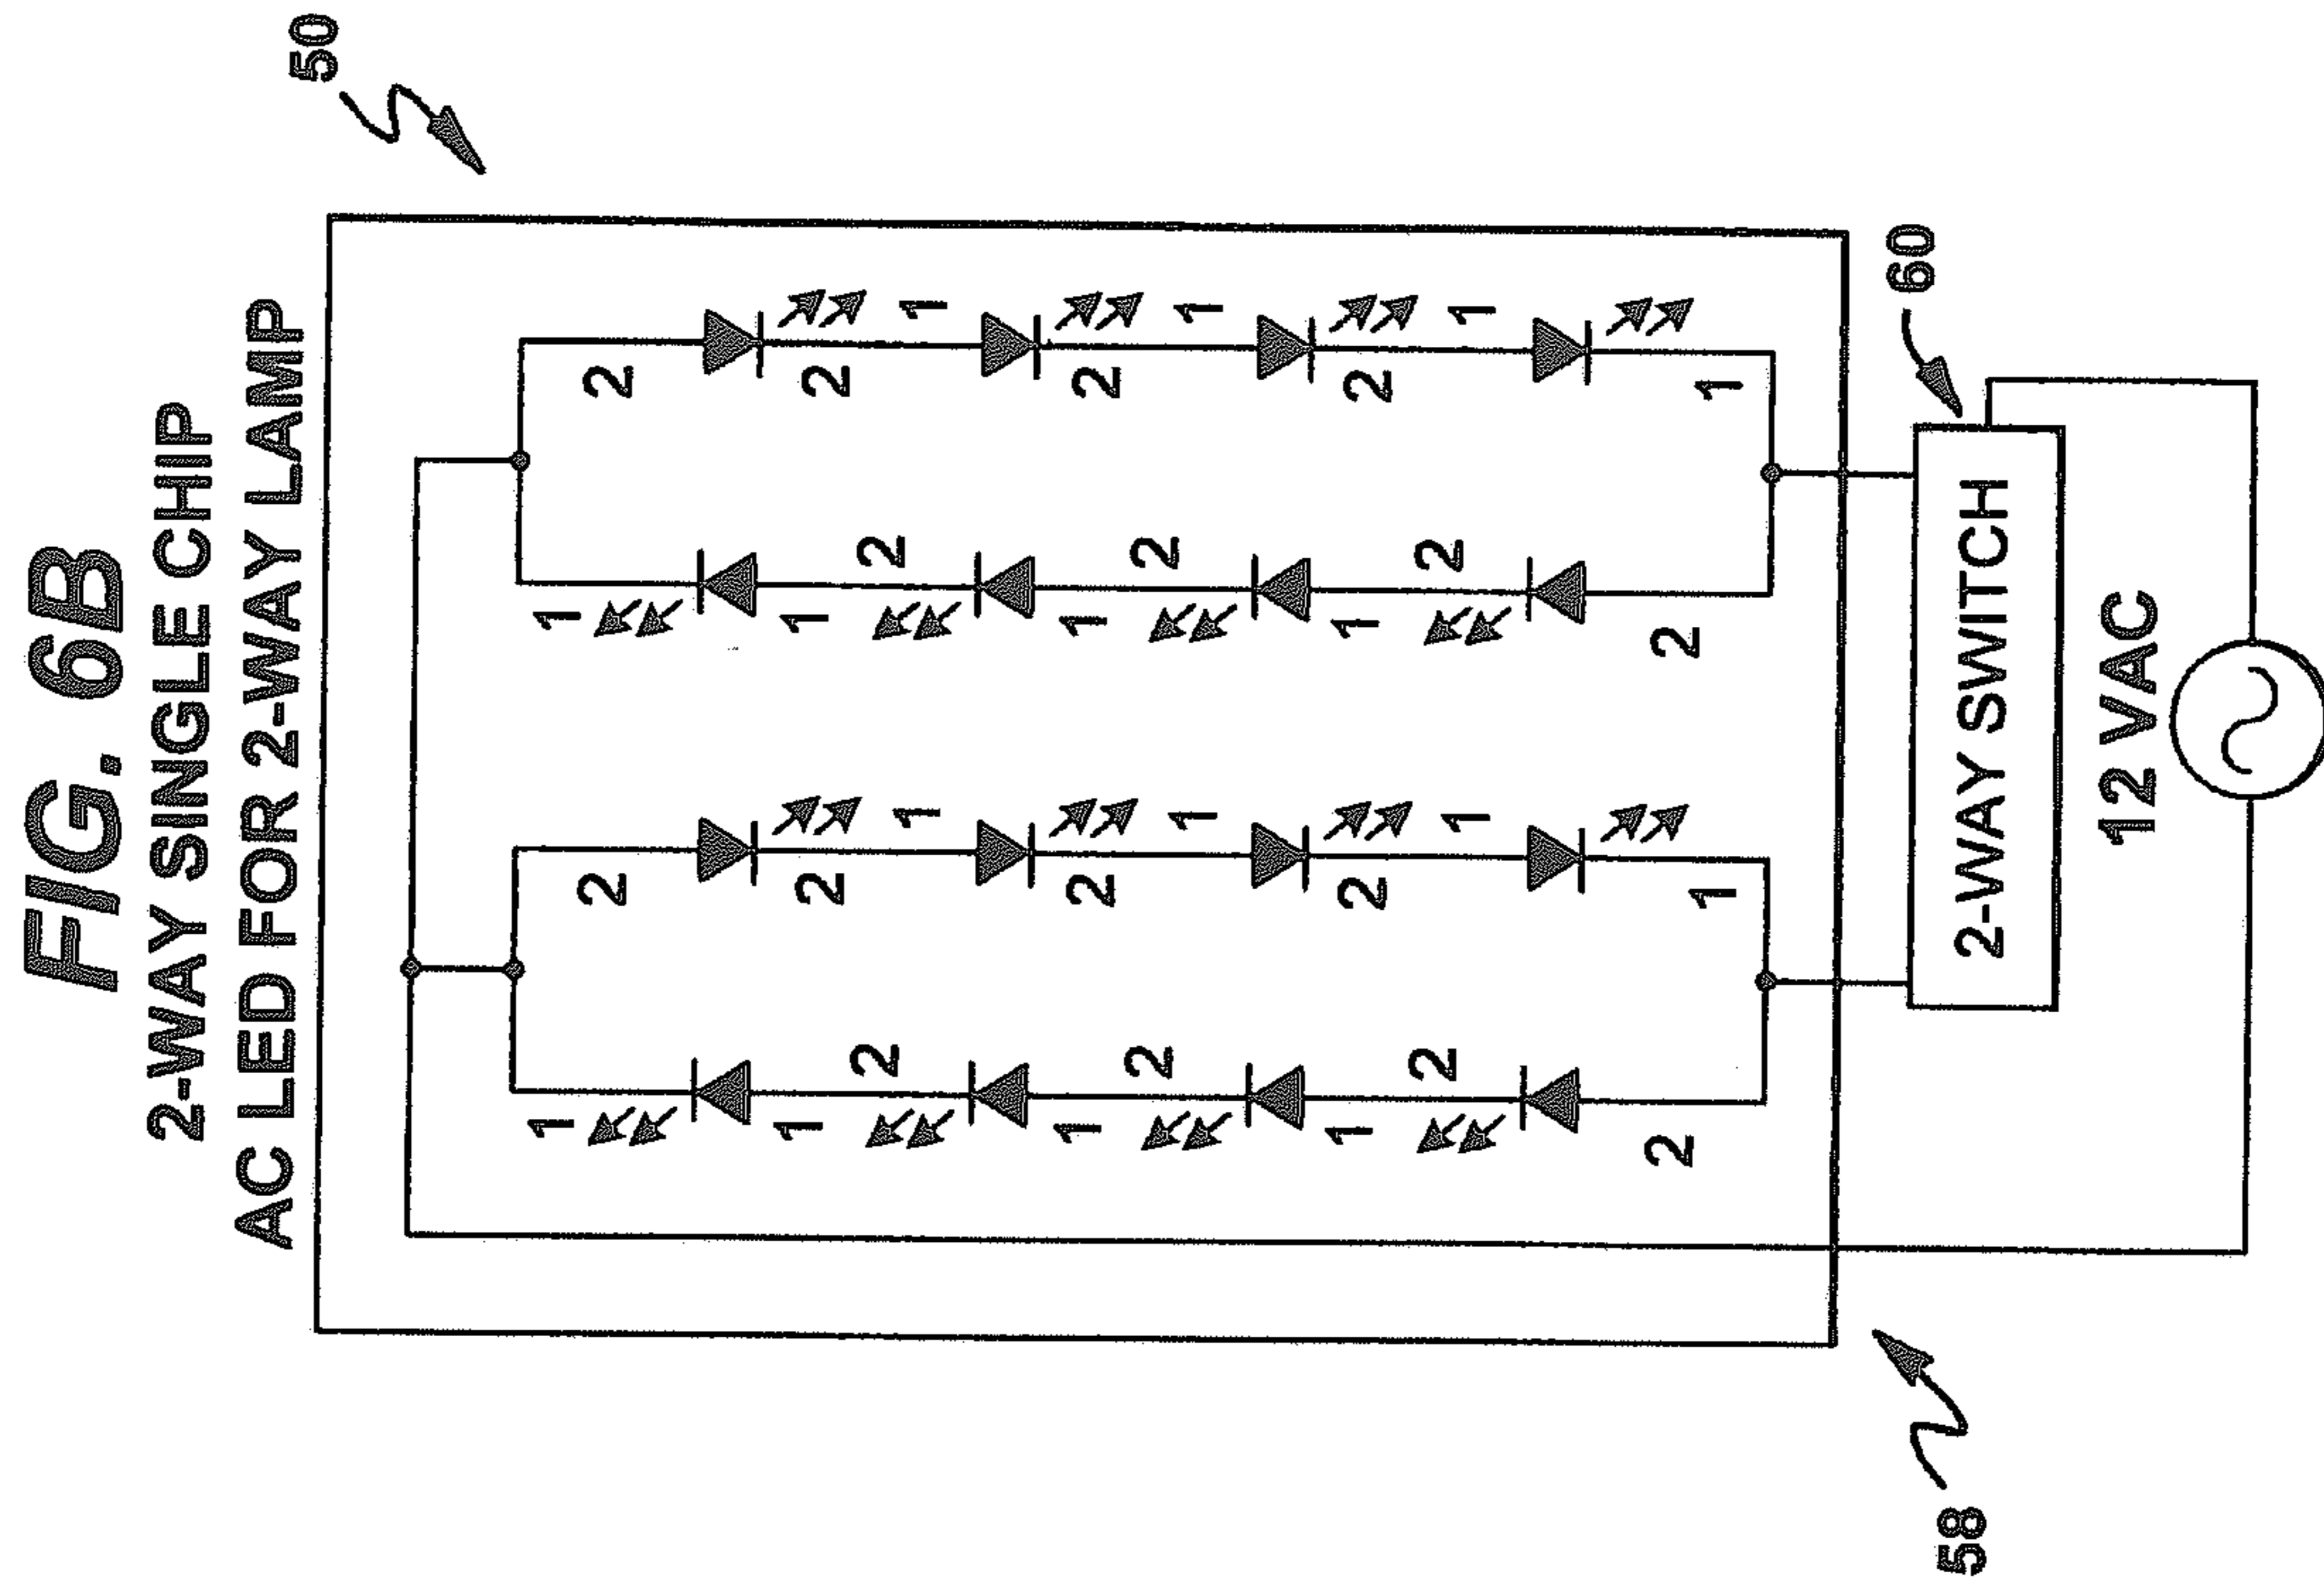 FIG. 6B
2-WAY SINGLE CHIP
AC LED FOR 2-WAY LAMP
50
1 2 1 2
1 2 1 2
2 1 2 1
1 2 1 2
2 1 2 1
1 2 1 2
2 1 2 1
2 1 2 1
60
58
2-WAY SWITCH
12 VAC